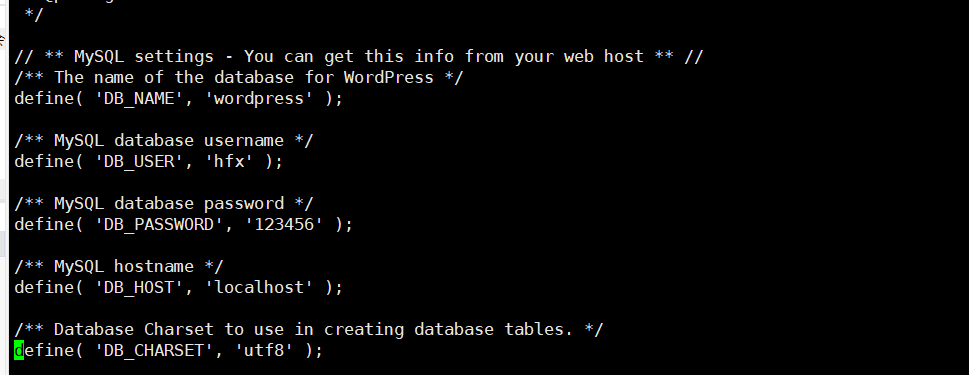 */
// ** MySQL settings - You can get this info from your web host ** //
/** The name of the database for WordPress */
define( 'DB_NAME', 'wordpress' );
/** MySQL database username */
define( 'DB_USER', 'hfx' );
/** MySQL database password */
define( 'DB_PASSWORD', '123456' );
/** MySQL hostname */
define( 'DB_HOST', 'localhost' );
/** Database Charset to use in creating database tables. */
define( 'DB_CHARSET', 'utf8' );